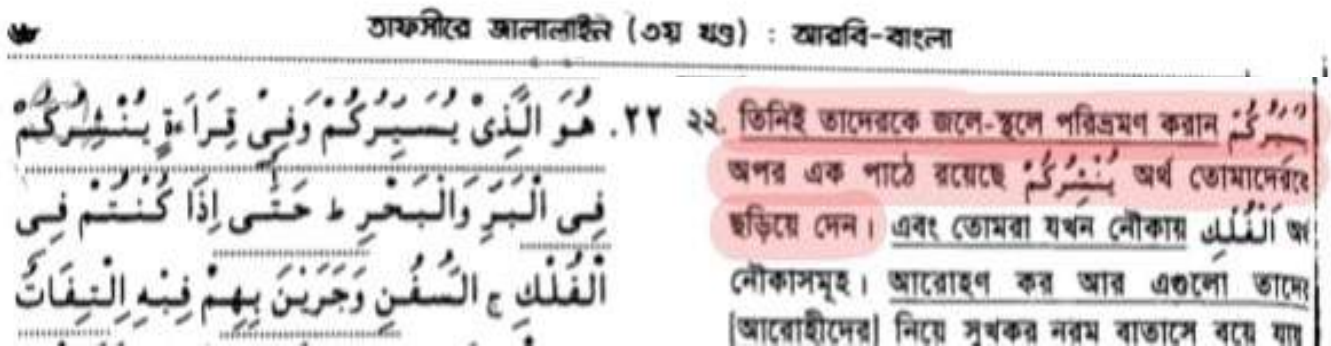 তাফসীরে জালালাইন (৩য় খণ্ড) : আরবি-বাংলা
٢٢. هُوَ الَّذِىْ يُسَيِّرُكُمْ وَفِىْ قِرَاءَةٍ يُنْشِرُكُمْ
فِى الْبَرِّ وَالْبَحْرِ ط حَتّٰى اِذَا كُنْتُمْ فِى
الْفُلْكِ ج السُّفُنِ وَجَرَيْنَ بِهِمْ فِيْهِ اِلْتِفَاتٌ
২২. তিনিই তাদেরকে জলে-স্থলে পরিভ্রমণ করান يُسَيِّرُكُمْ
অপর এক পাঠে রয়েছে يُنْشِرُكُمْ অর্থ তোমাদেরকে
ছড়িয়ে দেন। এবং তোমরা যখন নৌকায় اَلْفُلْكِ অর্থ
নৌকাসমূহ। আরোহণ কর আর এগুলো তাদের
[আরোহীদের] নিয়ে সুখকর নরম বাতাসে বয়ে যায়